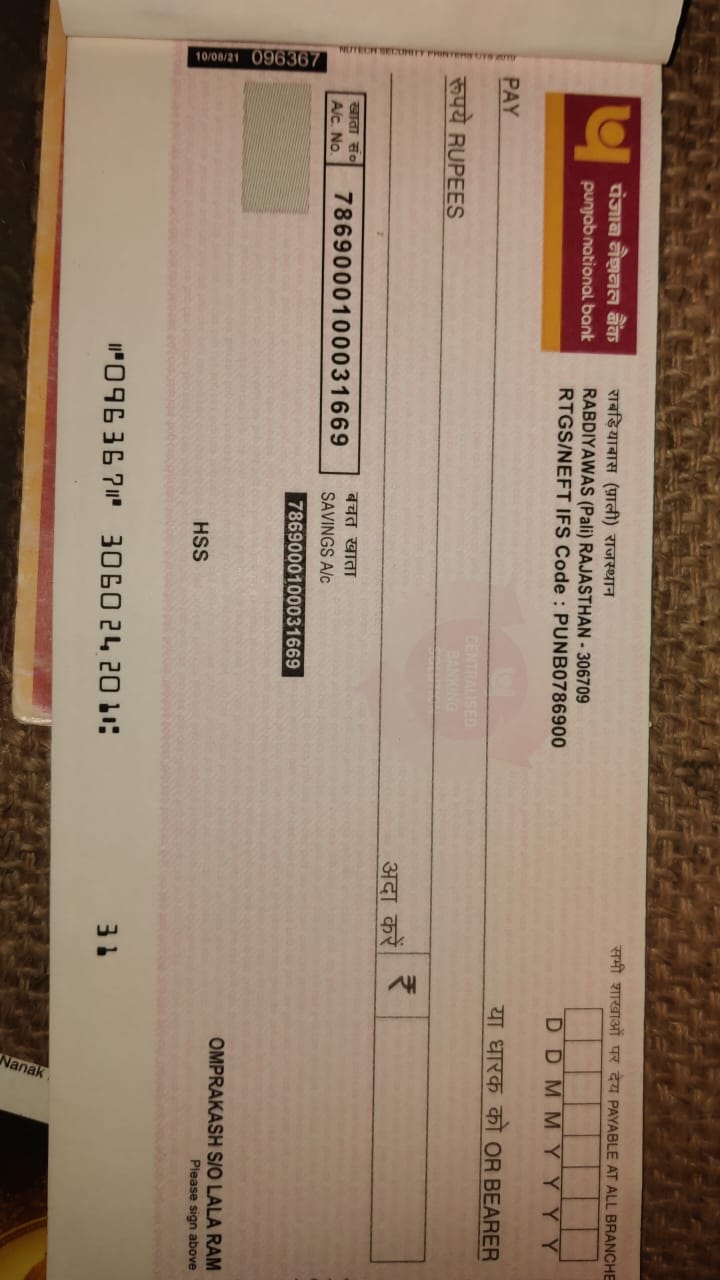 पंजाब नैशनल बैंक
punjab national bank
राबड़ियाबास (पाली) राजस्थान
RABDIYAWAS (Pali) RAJASTHAN - 306709
RTGS/NEFT IFS Code : PUNB0786900
सभी शाखाओं पर देय PAYABLE AT ALL BRANCHE
D D M M Y Y Y Y
PAY
या धारक को OR BEARER
CENTRALISED
BANKING
SOLUTION
रूपये RUPEES
अदा करें ₹
खाता सं०
A/c. No. 7869000100031669
बचत खाता
SAVINGS A/c
7869000100031669
10/08/21 096367
HSS
OMPRAKASH S/O LALA RAM
Please sign above
⑈096367⑈ 306024201⑆ 31
Nanak